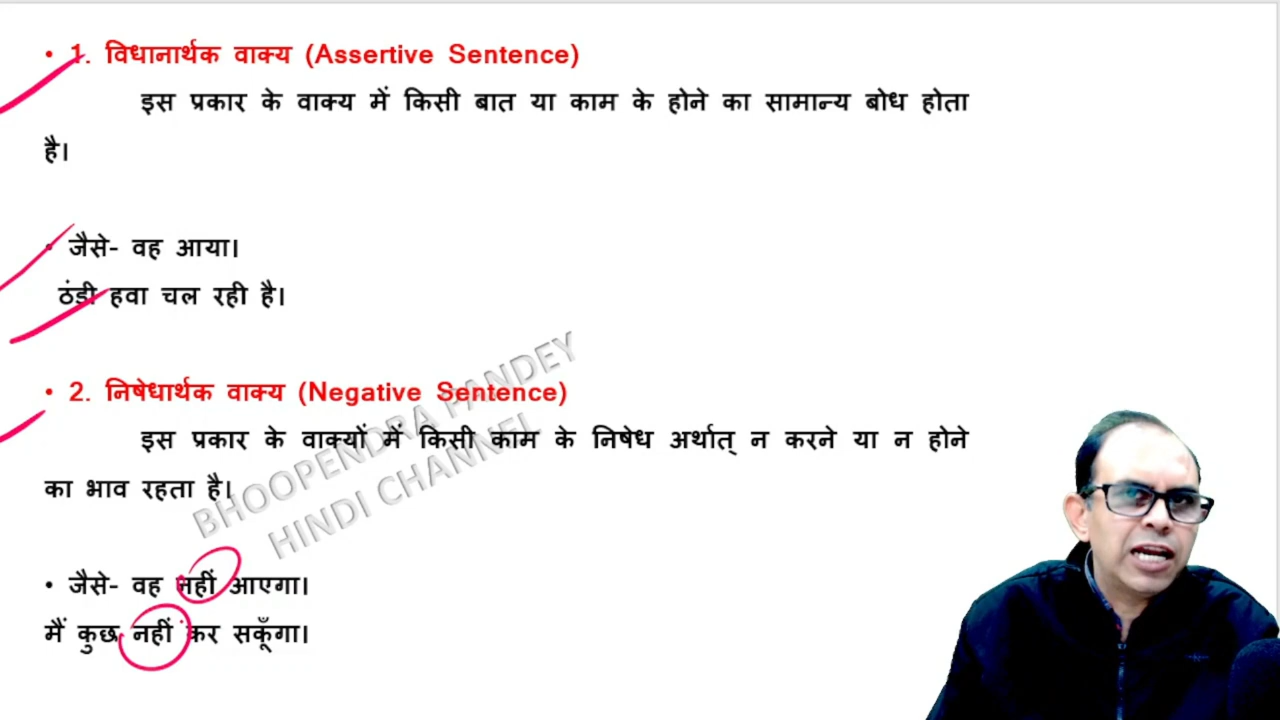 • 1. विधानार्थक वाक्य (Assertive Sentence)
इस प्रकार के वाक्य में किसी बात या काम के होने का सामान्य बोध होता
है।
• जैसे- वह आया।
ठंडी हवा चल रही है।
• 2. निषेधार्थक वाक्य (Negative Sentence)
इस प्रकार के वाक्यों में किसी काम के निषेध अर्थात् न करने या न होने
का भाव रहता है।
• जैसे- वह नहीं आएगा।
मैं कुछ नहीं कर सकूँगा।
BHOOPENDRA PANDEY
HINDI CHANNEL